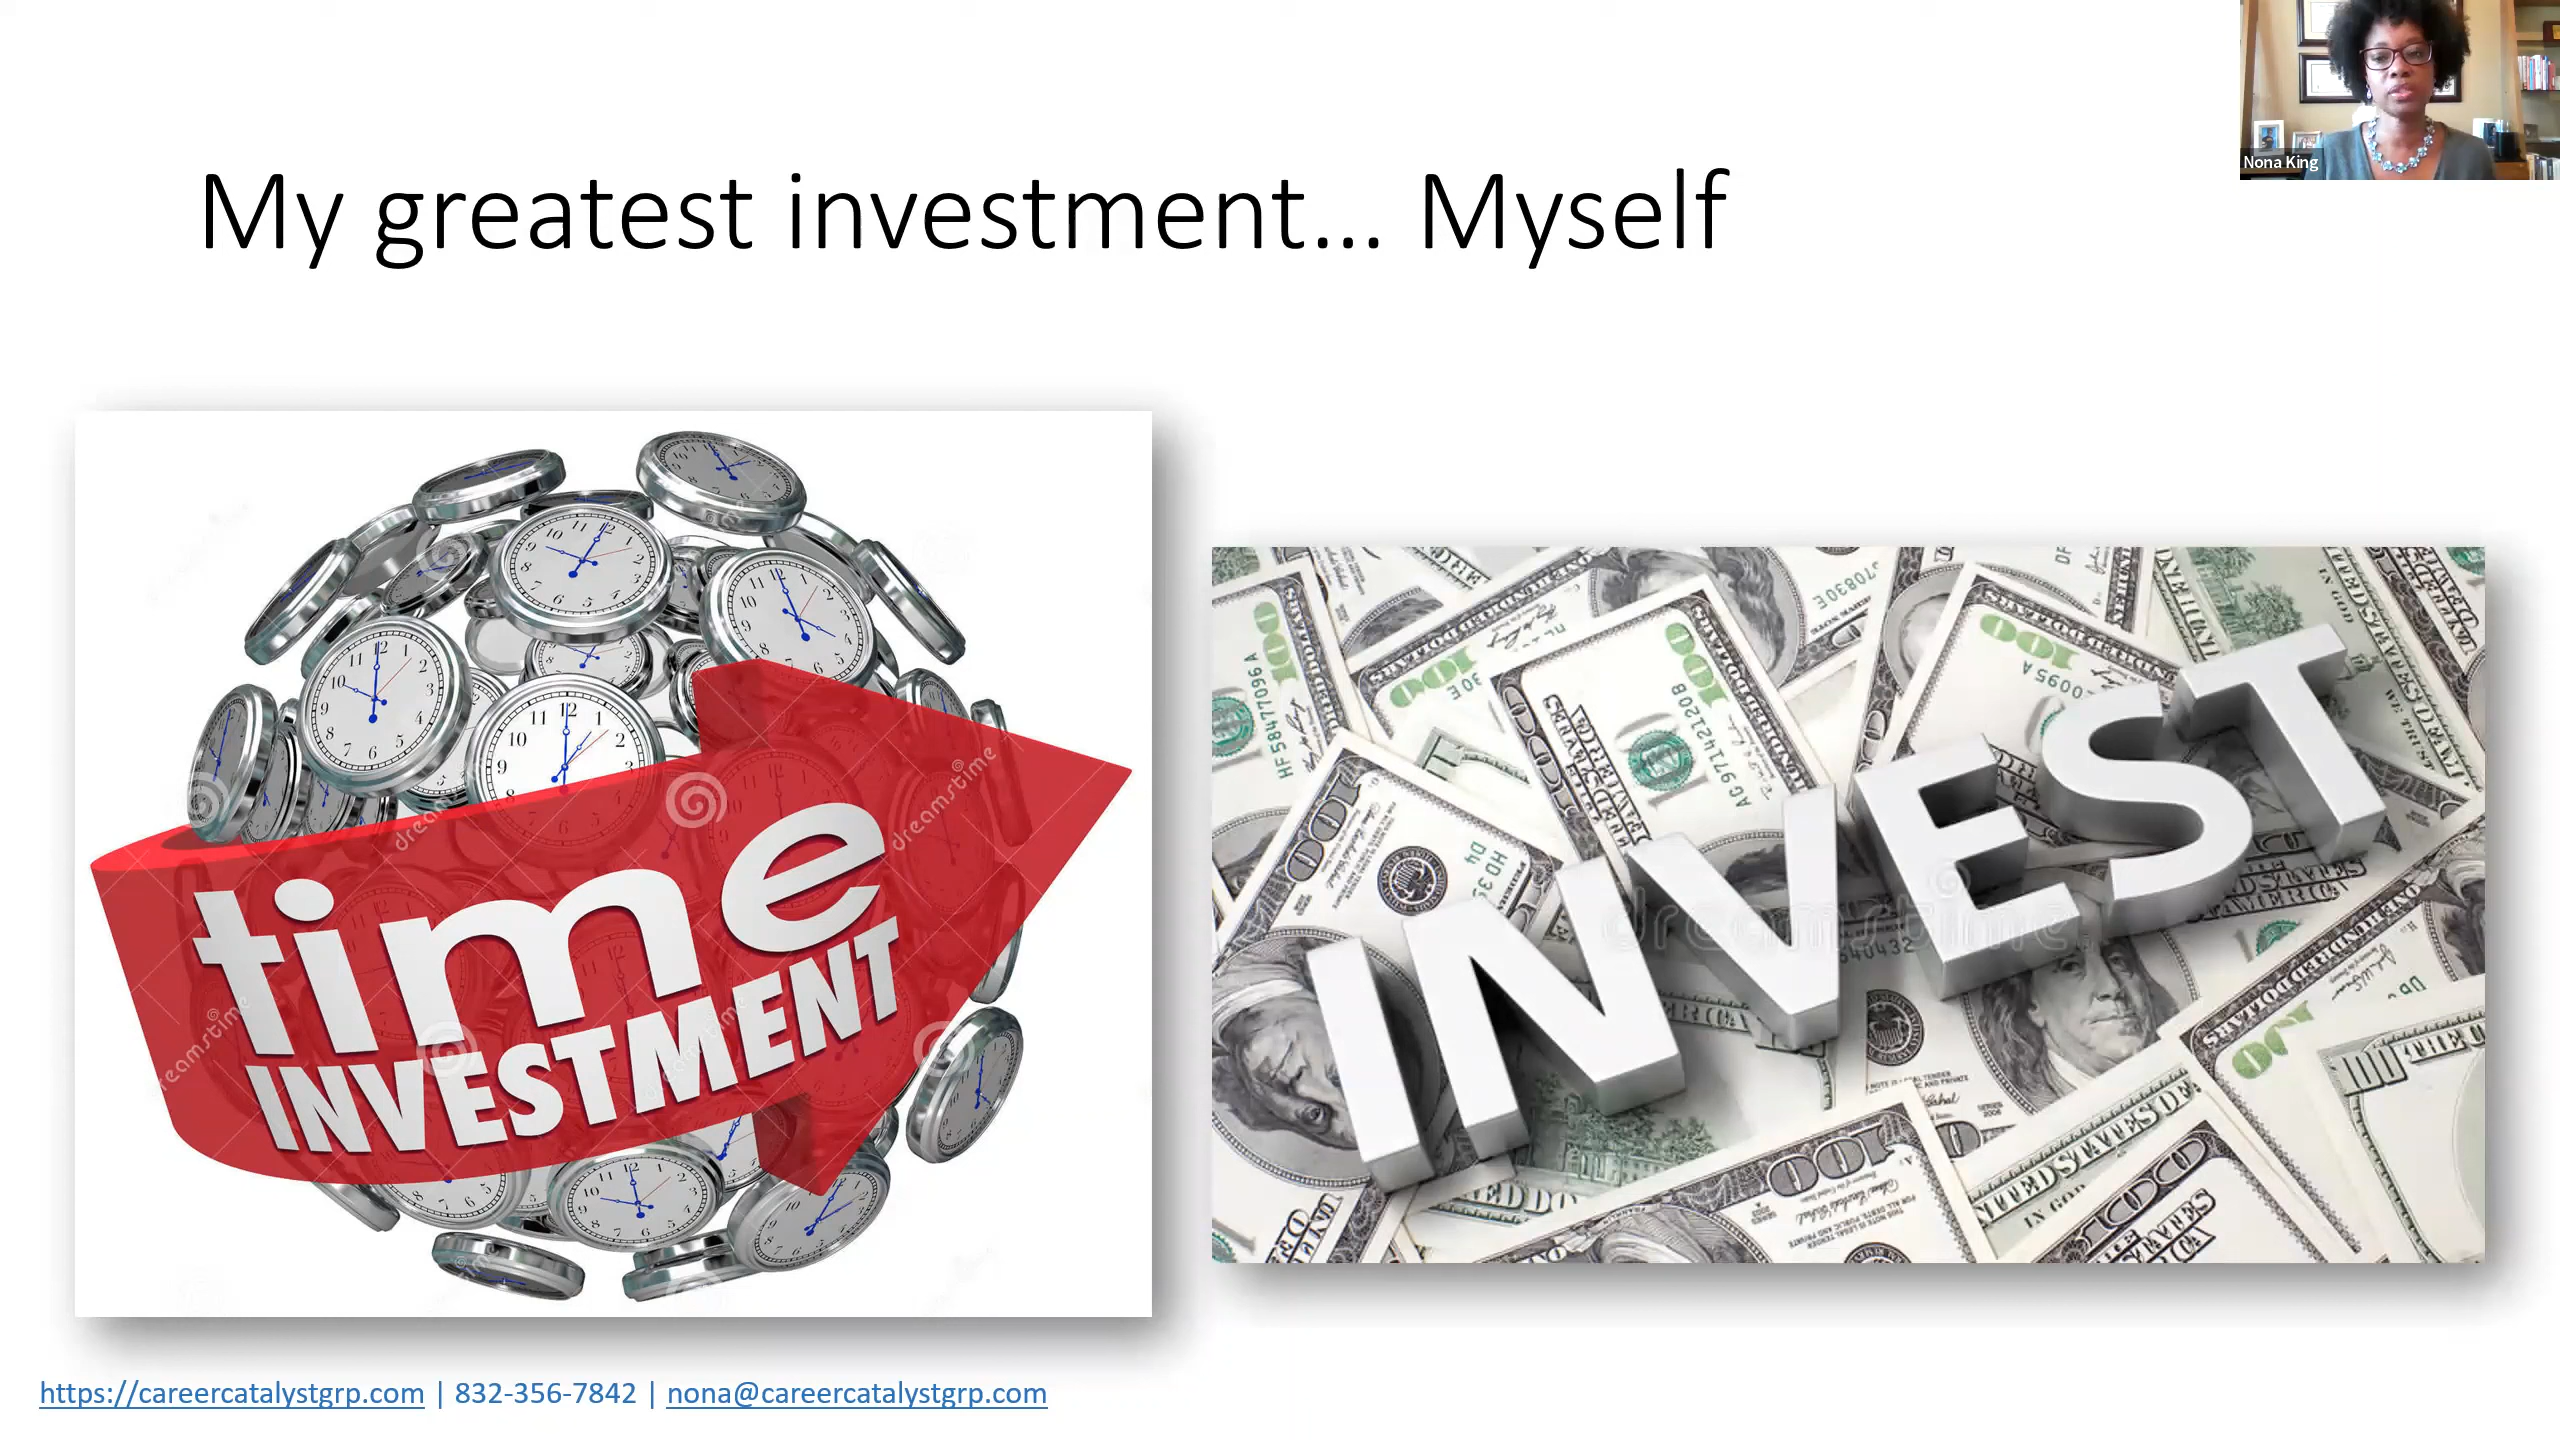 Nona King
My greatest investment... Myself
time
INVESTMENT
dreamstime
INVEST
dreamstime
https://careercatalystgrp.com | 832-356-7842 | nona@careercatalystgrp.com